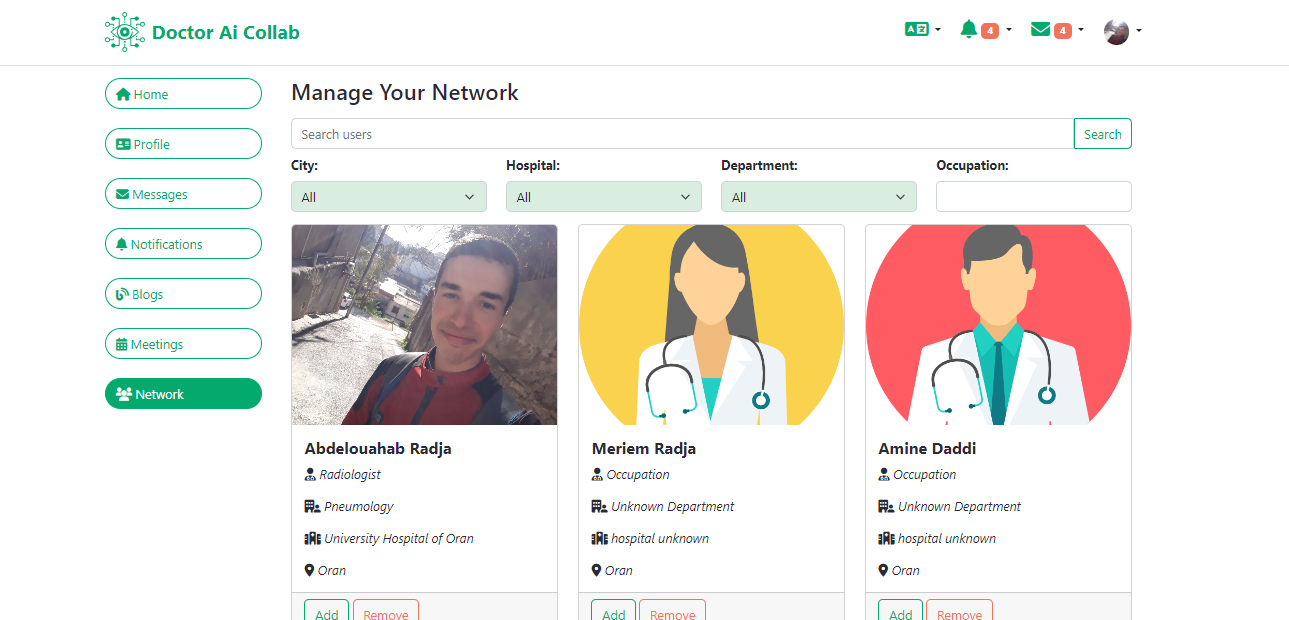 Doctor Ai Collab
A
4
4
Home
Profile
Messages
Notifications
Blogs
Meetings
Network
Manage Your Network
Search users
Search
City:
Hospital:
Department:
Occupation:
All
All
All
Abdelouahab Radja
Radiologist
Pneumology
University Hospital of Oran
Oran
Add
Remove
Meriem Radja
Occupation
Unknown Department
hospital unknown
Oran
Add
Remove
Amine Daddi
Occupation
Unknown Department
hospital unknown
Oran
Add
Remove